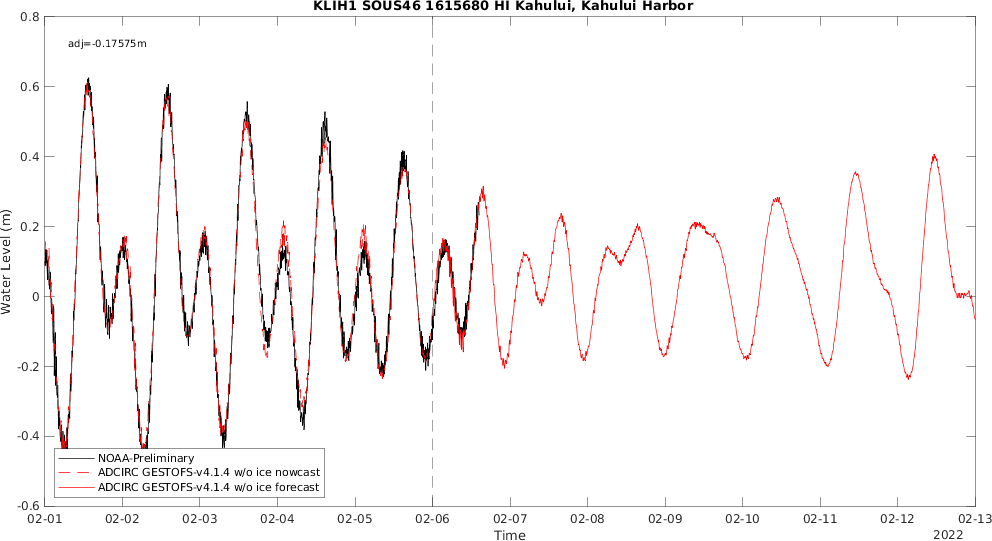 KLIH1 SOUS46 1615680 HI Kahului, Kahului Harbor
adj=-0.17575m
0.8
0.6
0.4
0.2
0
-0.2
-0.4
-0.6
Water Level (m)
NOAA-Preliminary
ADCIRC GESTOFS-v4.1.4 w/o ice nowcast
ADCIRC GESTOFS-v4.1.4 w/o ice forecast
02-01 02-02 02-03 02-04 02-05 02-06 02-07 02-08 02-09 02-10 02-11 02-12 02-13
Time
2022